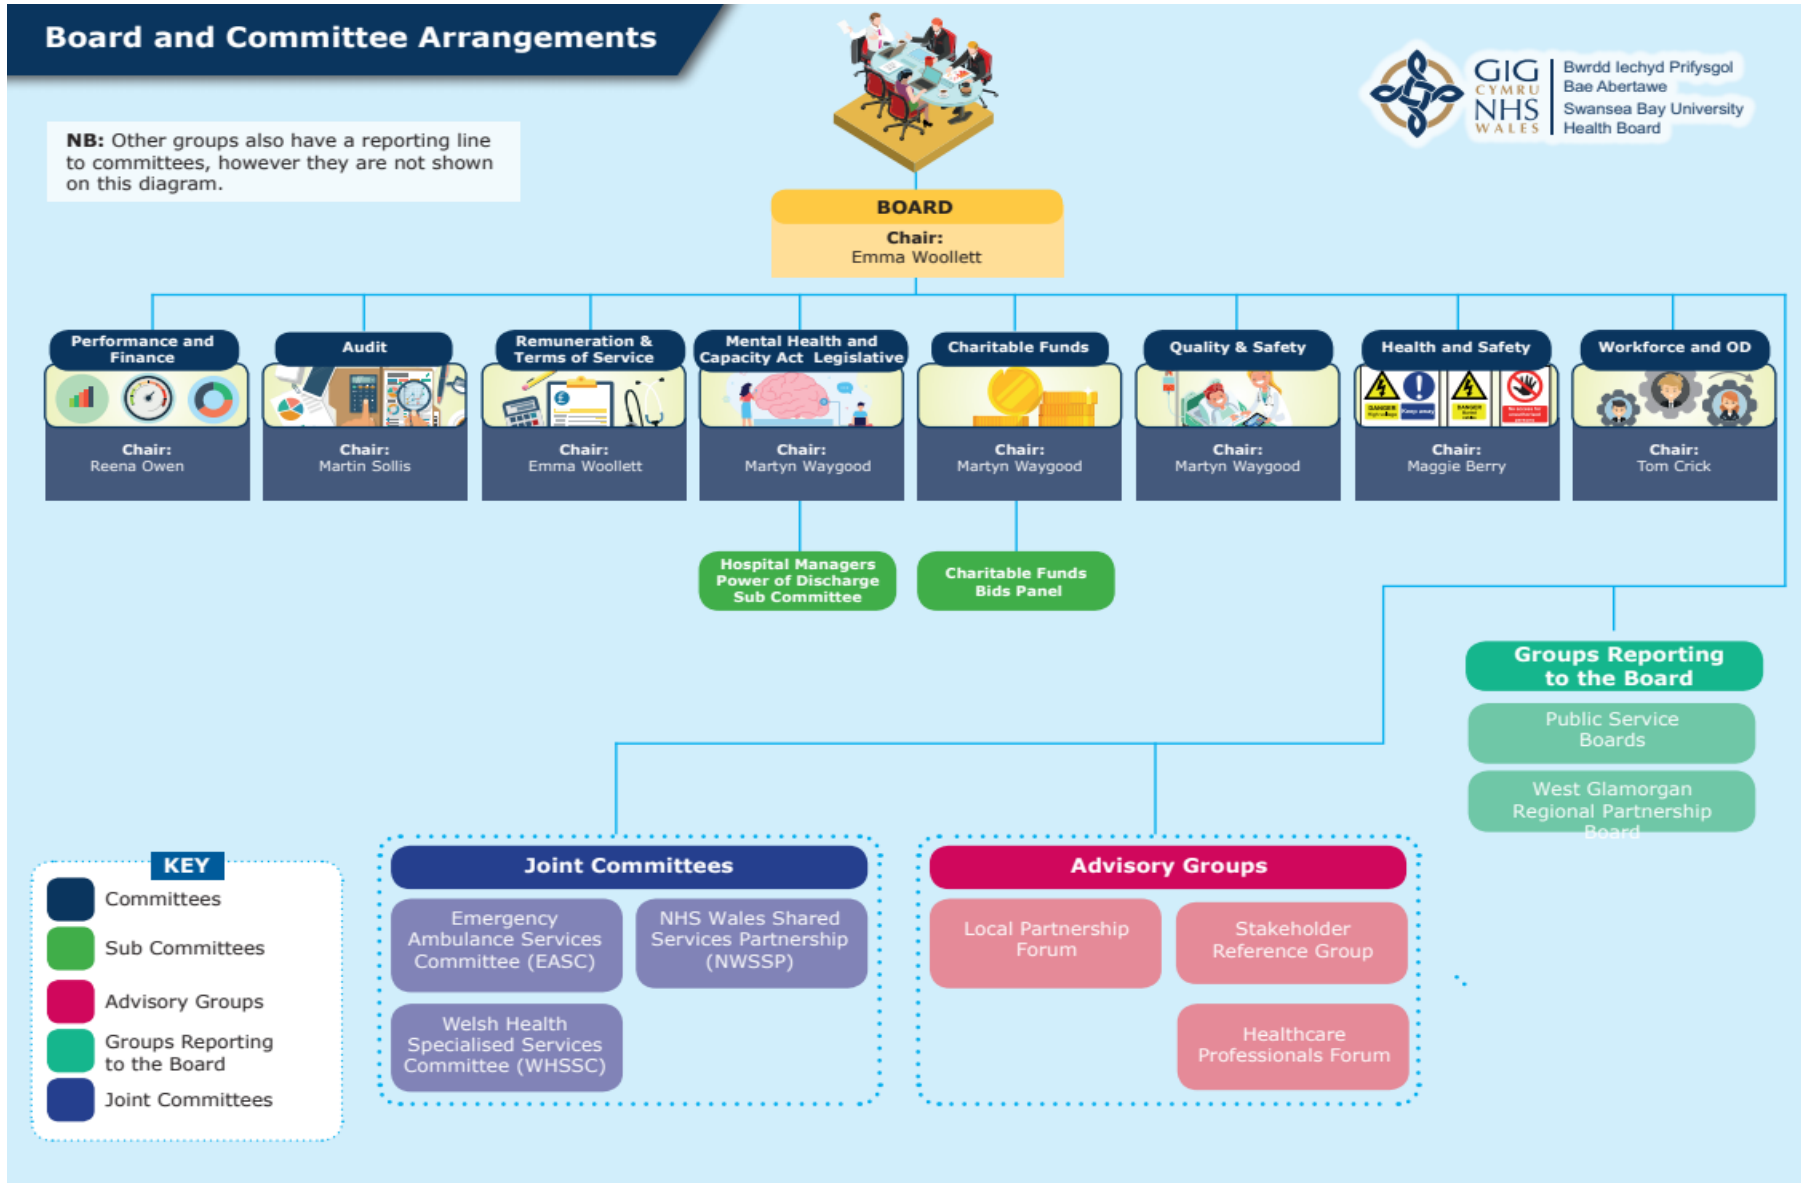 Board and Committee Arrangements
GIG
CYMRU
NHS
WALES
Bwrdd Iechyd Prifysgol
Bae Abertawe
Swansea Bay University
Health Board
NB: Other groups also have a reporting line
to committees, however they are not shown
on this diagram.
BOARD
Chair:
Emma Woollett
Performance and
Finance
Chair:
Reena Owen
Audit
Chair:
Martin Sollis
Remuneration &
Terms of Service
£
Chair:
Emma Woollett
Mental Health and
Capacity Act Legislative
Chair:
Martyn Waygood
Charitable Funds
Chair:
Martyn Waygood
Quality & Safety
Chair:
Martyn Waygood
Health and Safety
DANGER
Keep away
DANGER
Chair:
Maggie Berry
Workforce and OD
Chair:
Tom Crick
Hospital Managers
Power of Discharge
Sub Committee
Charitable Funds
Bids Panel
Groups Reporting
to the Board
Public Service
Boards
West Glamorgan
Regional Partnership
Board
KEY
Committees
Sub Committees
Advisory Groups
Groups Reporting
to the Board
Joint Committees
Joint Committees
Emergency
Ambulance Services
Committee (EASC)
NHS Wales Shared
Services Partnership
(NWSSP)
Welsh Health
Specialised Services
Committee (WHSSC)
Advisory Groups
Local Partnership
Forum
Stakeholder
Reference Group
Healthcare
Professionals Forum